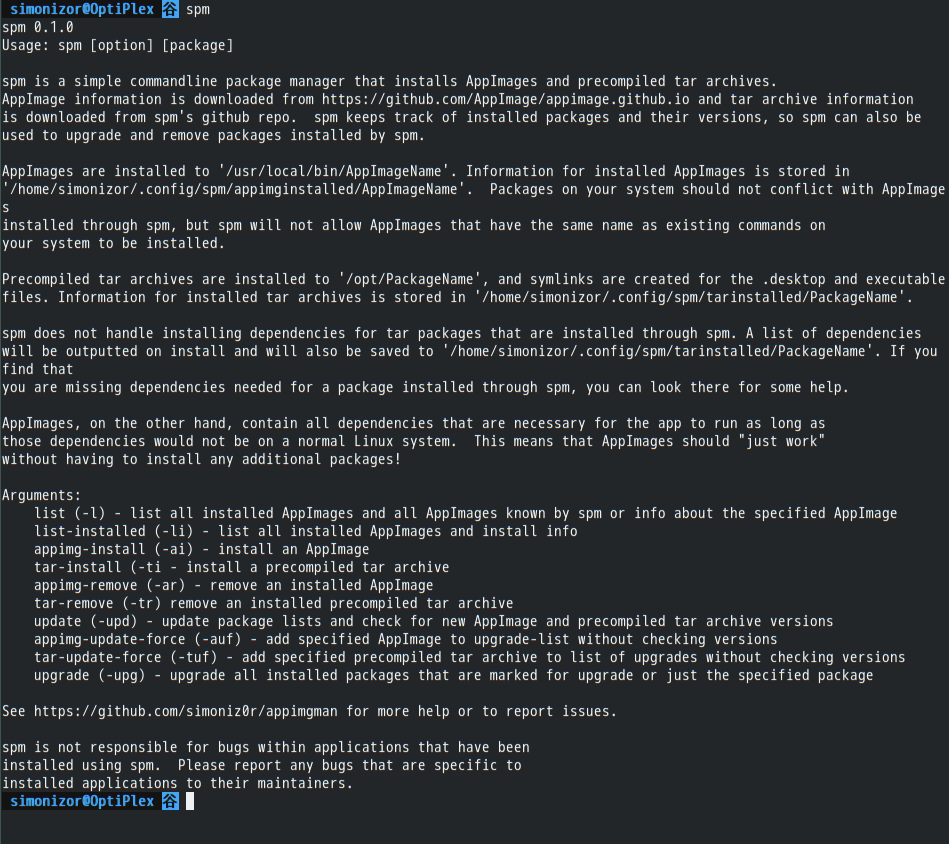 simonizor@OptiPlex 谷 spm
spm 0.1.0
Usage: spm [option] [package]
spm is a simple commandline package manager that installs AppImages and precompiled tar archives.
AppImage information is downloaded from https://github.com/AppImage/appimage.github.io and tar archive information
is downloaded from spm's github repo.  spm keeps track of installed packages and their versions, so spm can also be
used to upgrade and remove packages installed by spm.
AppImages are installed to '/usr/local/bin/AppImageName'. Information for installed AppImages is stored in
'/home/simonizor/.config/spm/appimginstalled/AppImageName'.  Packages on your system should not conflict with AppImage
s
installed through spm, but spm will not allow AppImages that have the same name as existing commands on
your system to be installed.
Precompiled tar archives are installed to '/opt/PackageName', and symlinks are created for the .desktop and executable
files. Information for installed tar archives is stored in '/home/simonizor/.config/spm/tarinstalled/PackageName'.
spm does not handle installing dependencies for tar packages that are installed through spm. A list of dependencies
will be outputted on install and will also be saved to '/home/simonizor/.config/spm/tarinstalled/PackageName'. If you
find that
you are missing dependencies needed for a package installed through spm, you can look there for some help.
AppImages, on the other hand, contain all dependencies that are necessary for the app to run as long as
those dependencies would not be on a normal Linux system.  This means that AppImages should "just work"
without having to install any additional packages!
Arguments:
list (-l) - list all installed AppImages and all AppImages known by spm or info about the specified AppImage
list-installed (-li) - list all installed AppImages and install info
appimg-install (-ai) - install an AppImage
tar-install (-ti - install a precompiled tar archive
appimg-remove (-ar) - remove an installed AppImage
tar-remove (-tr) remove an installed precompiled tar archive
update (-upd) - update package lists and check for new AppImage and precompiled tar archive versions
appimg-update-force (-auf) - add specified AppImage to upgrade-list without checking versions
tar-update-force (-tuf) - add specified precompiled tar archive to list of upgrades without checking versions
upgrade (-upg) - upgrade all installed packages that are marked for upgrade or just the specified package
See https://github.com/simoniz0r/appimgman for more help or to report issues.
spm is not responsible for bugs within applications that have been
installed using spm.  Please report any bugs that are specific to
installed applications to their maintainers.
simonizor@OptiPlex 谷